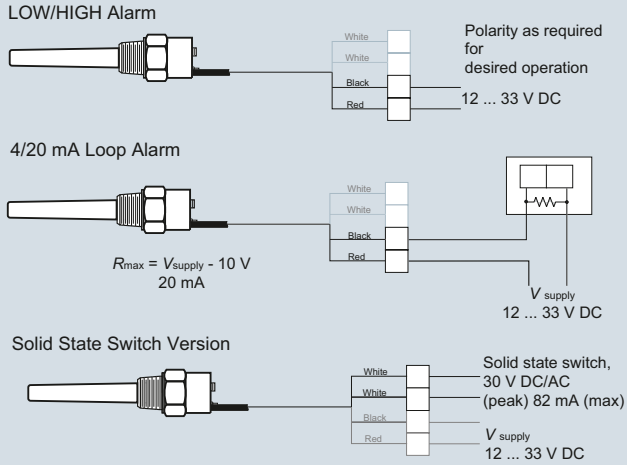 LOW/HIGH Alarm
White
White
Black
Red
Polarity as required
for
desired operation
12 ... 33 V DC
4/20 mA Loop Alarm
White
White
Black
Red
Rmax = Vsupply - 10 V
20 mA
V supply
12 ... 33 V DC
Solid State Switch Version
White
White
Black
Red
Solid state switch,
30 V DC/AC
(peak) 82 mA (max)
V supply
12 ... 33 V DC